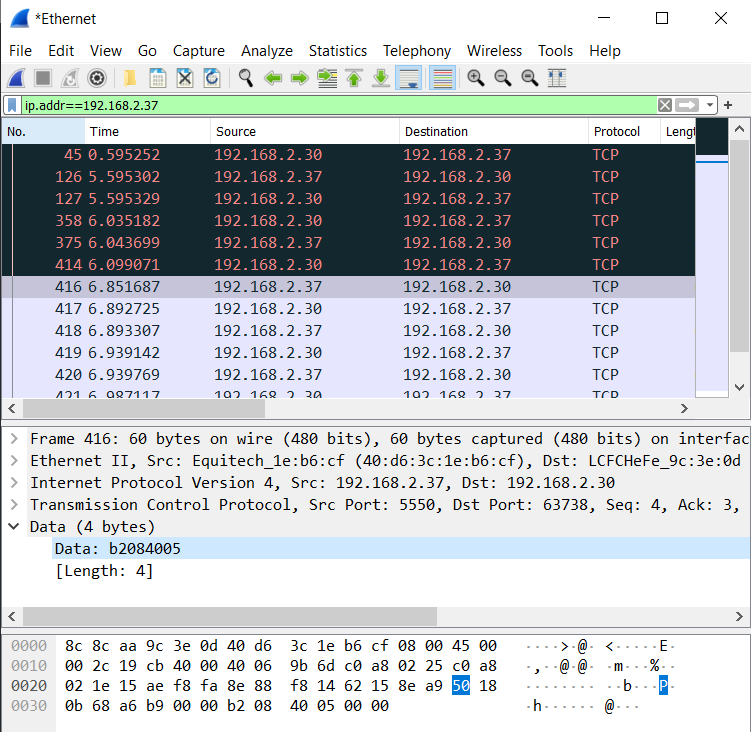 *Ethernet
File Edit View Go Capture Analyze Statistics Telephony Wireless Tools Help
ip.addr==192.168.2.37
No. Time Source Destination Protocol Lengt
45 0.595252 192.168.2.30 192.168.2.37 TCP
126 5.595302 192.168.2.37 192.168.2.30 TCP
127 5.595329 192.168.2.30 192.168.2.37 TCP
358 6.035182 192.168.2.30 192.168.2.37 TCP
375 6.043699 192.168.2.37 192.168.2.30 TCP
414 6.099071 192.168.2.30 192.168.2.37 TCP
416 6.851687 192.168.2.37 192.168.2.30 TCP
417 6.892725 192.168.2.30 192.168.2.37 TCP
418 6.893307 192.168.2.37 192.168.2.30 TCP
419 6.939142 192.168.2.30 192.168.2.37 TCP
420 6.939769 192.168.2.37 192.168.2.30 TCP
421 6.987117 192.168.2.30 192.168.2.37 TCP
Frame 416: 60 bytes on wire (480 bits), 60 bytes captured (480 bits) on interfac
Ethernet II, Src: Equitech_1e:b6:cf (40:d6:3c:1e:b6:cf), Dst: LCFCHeFe_9c:3e:0d
Internet Protocol Version 4, Src: 192.168.2.37, Dst: 192.168.2.30
Transmission Control Protocol, Src Port: 5550, Dst Port: 63738, Seq: 4, Ack: 3,
Data (4 bytes)
Data: b2084005
[Length: 4]
0000 8c 8c aa 9c 3e 0d 40 d6 3c 1e b6 cf 08 00 45 00 ····>·@· <·····E·
0010 00 2c 19 cb 40 00 40 06 9b 6d c0 a8 02 25 c0 a8 ·,··@·@· ·m···%··
0020 02 1e 15 ae f8 fa 8e 88 f8 14 62 15 8e a9 50 18 ········ ··b···P·
0030 0b 68 a6 b9 00 00 b2 08 40 05 00 00 ·h······ @···